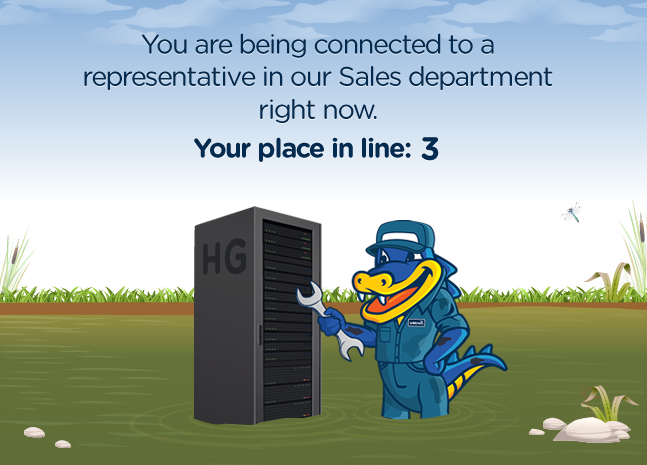 You are being connected to a
representative in our Sales department
right now.
Your place in line: 3
HG